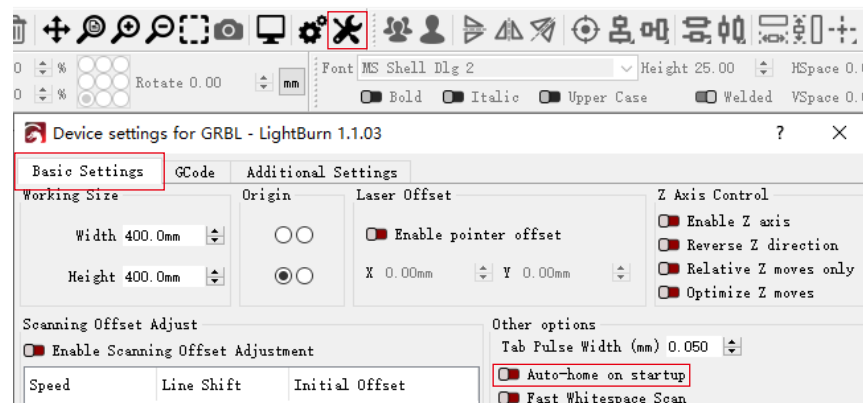 0 % Rotate 0.00 mm Font MS Shell Dlg 2 Height 25.00 HSpace 0.
0 % Bold Italic Upper Case Welded VSpace 0.
Device settings for GRBL - LightBurn 1.1.03 ? ×
Basic Settings GCode Additional Settings
Working Size Origin Laser Offset Z Axis Control
Width 400.0mm Enable pointer offset Enable Z axis
Reverse Z direction
Height 400.0mm X 0.00mm Y 0.00mm Relative Z moves only
Optimize Z moves
Scanning Offset Adjust Other options
Enable Scanning Offset Adjustment Tab Pulse Width (mm) 0.050
Speed Line Shift Initial Offset Auto-home on startup
Fast Whitespace Scan